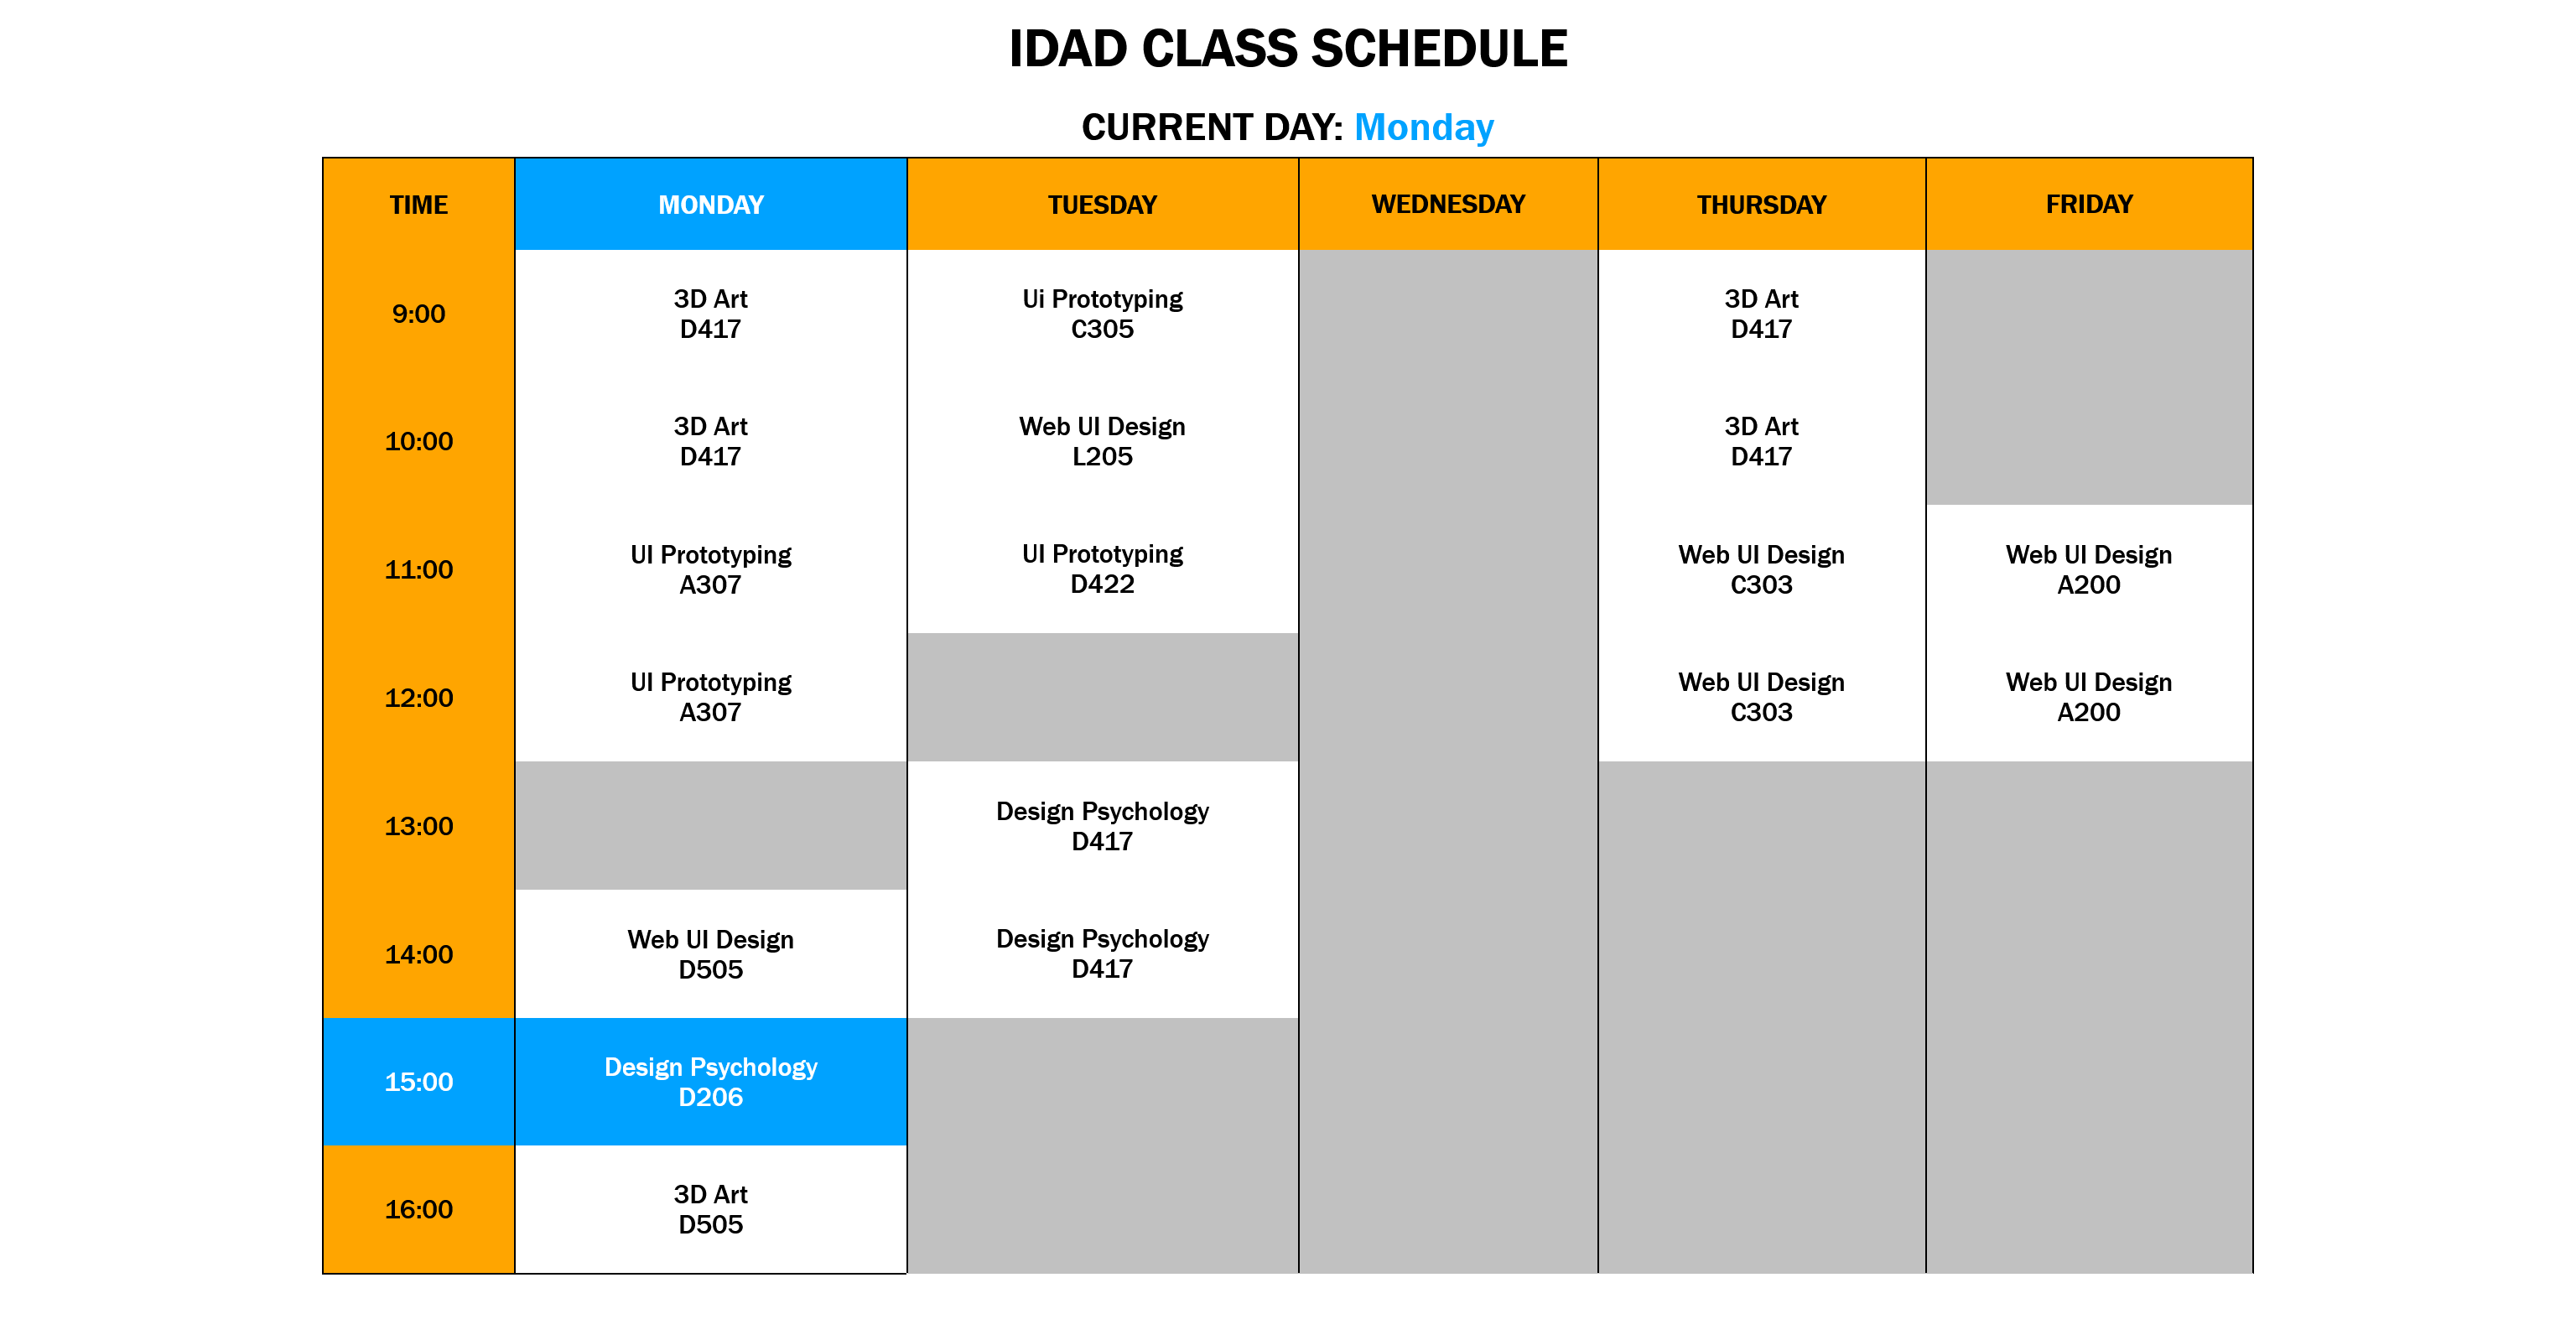 IDAD CLASS SCHEDULE
CURRENT DAY: Monday
TIME MONDAY TUESDAY WEDNESDAY THURSDAY FRIDAY
9:00
3D Art
D417
Ui Prototyping
C305
3D Art
D417
10:00
3D Art
D417
Web UI Design
L205
3D Art
D417
11:00
UI Prototyping
A307
UI Prototyping
D422
Web UI Design
C303
Web UI Design
A200
12:00
UI Prototyping
A307
Web UI Design
C303
Web UI Design
A200
13:00
Design Psychology
D417
14:00
Web UI Design
D505
Design Psychology
D417
15:00
Design Psychology
D206
16:00
3D Art
D505